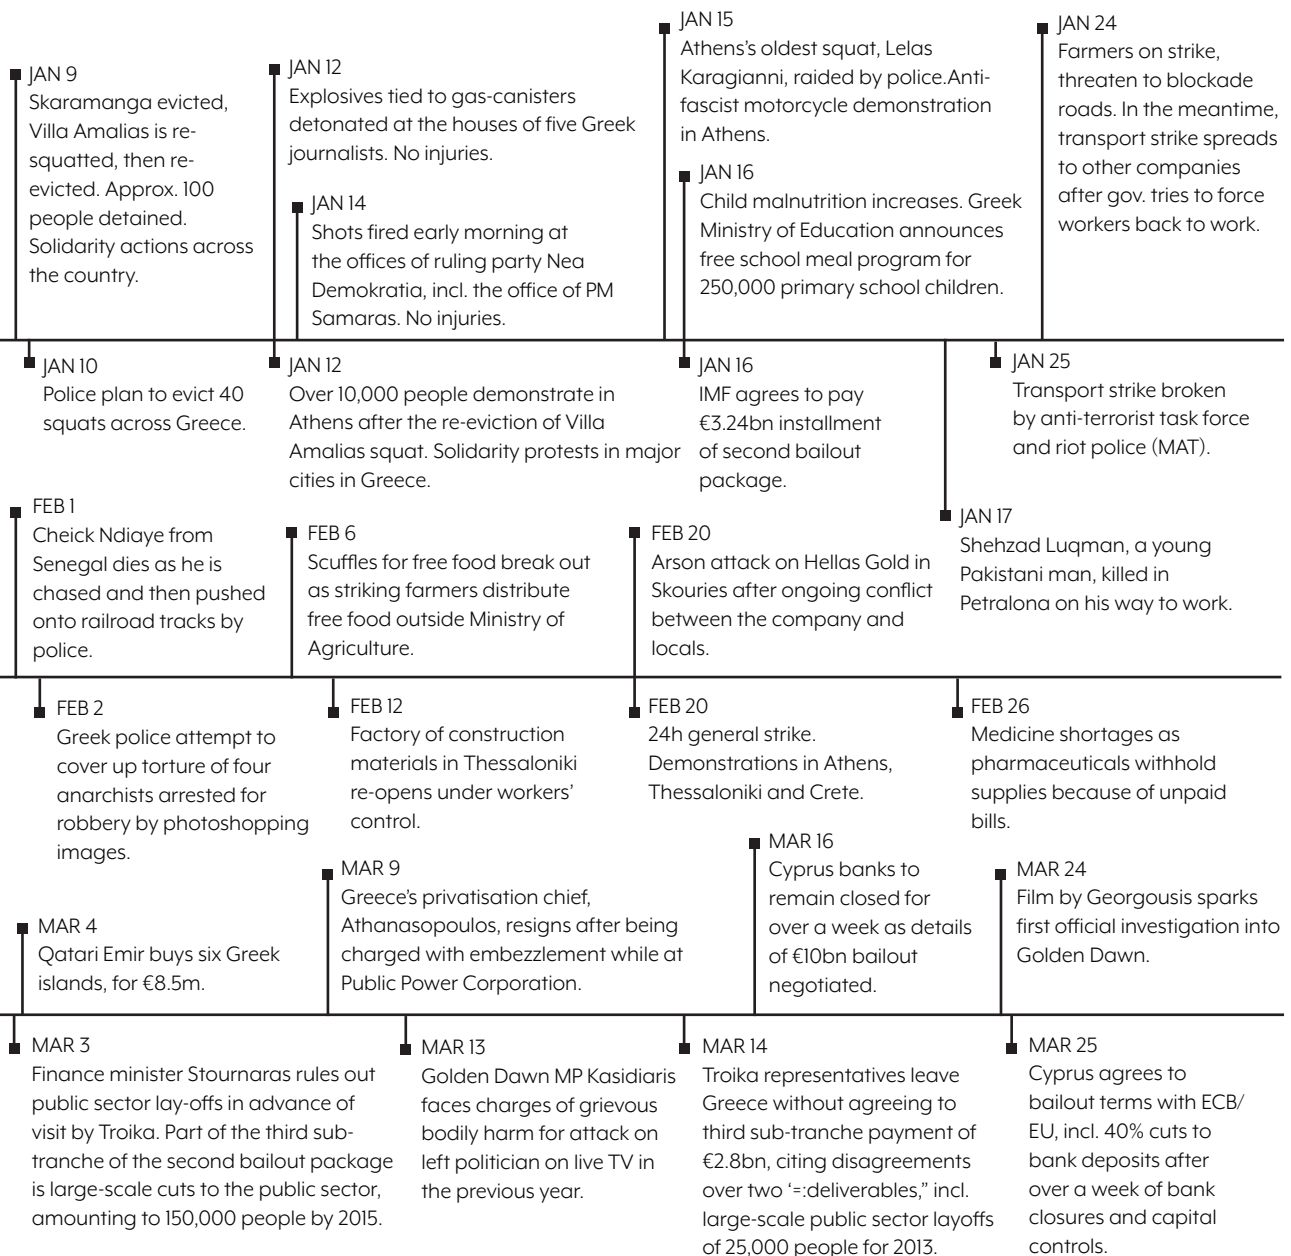 JAN 9
Skaramanga evicted,
Villa Amalias is re-
squatted, then re-
evicted. Approx. 100
people detained.
Solidarity actions across
the country.
JAN 12
Explosives tied to gas-canisters
detonated at the houses of five Greek
journalists. No injuries.
JAN 14
Shots fired early morning at
the offices of ruling party Nea
Demokratia, incl. the office of PM
Samaras. No injuries.
JAN 15
Athens's oldest squat, Lelas
Karagianni, raided by police.Anti-
fascist motorcycle demonstration
in Athens.
JAN 16
Child malnutrition increases. Greek
Ministry of Education announces
free school meal program for
250,000 primary school children.
JAN 24
Farmers on strike,
threaten to blockade
roads. In the meantime,
transport strike spreads
to other companies
after gov. tries to force
workers back to work.
JAN 10
Police plan to evict 40
squats across Greece.
JAN 12
Over 10,000 people demonstrate in
Athens after the re-eviction of Villa
Amalias squat. Solidarity protests in major
cities in Greece.
JAN 16
IMF agrees to pay
€3.24bn installment
of second bailout
package.
JAN 17
Shehzad Luqman, a young
Pakistani man, killed in
Petralona on his way to work.
JAN 25
Transport strike broken
by anti-terrorist task force
and riot police (MAT).
FEB 1
Cheick Ndiaye from
Senegal dies as he is
chased and then pushed
onto railroad tracks by
police.
FEB 6
Scuffles for free food break out
as striking farmers distribute
free food outside Ministry of
Agriculture.
FEB 20
Arson attack on Hellas Gold in
Skouries after ongoing conflict
between the company and
locals.
FEB 2
Greek police attempt to
cover up torture of four
anarchists arrested for
robbery by photoshopping
images.
FEB 12
Factory of construction
materials in Thessaloniki
re-opens under workers'
control.
FEB 20
24h general strike.
Demonstrations in Athens,
Thessaloniki and Crete.
FEB 26
Medicine shortages as
pharmaceuticals withhold
supplies because of unpaid
bills.
MAR 4
Qatari Emir buys six Greek
islands, for €8.5m.
MAR 9
Greece's privatisation chief,
Athanasopoulos, resigns after being
charged with embezzlement while at
Public Power Corporation.
MAR 16
Cyprus banks to
remain closed for
over a week as details
of €10bn bailout
negotiated.
MAR 24
Film by Georgousis sparks
first official investigation into
Golden Dawn.
MAR 3
Finance minister Stournaras rules out
public sector lay-offs in advance of
visit by Troika. Part of the third sub-
tranche of the second bailout package
is large-scale cuts to the public sector,
amounting to 150,000 people by 2015.
MAR 13
Golden Dawn MP Kasidiaris
faces charges of grievous
bodily harm for attack on
left politician on live TV in
the previous year.
MAR 14
Troika representatives leave
Greece without agreeing to
third sub-tranche payment of
€2.8bn, citing disagreements
over two ‘=:deliverables,” incl.
large-scale public sector layoffs
of 25,000 people for 2013.
MAR 25
Cyprus agrees to
bailout terms with ECB/
EU, incl. 40% cuts to
bank deposits after
over a week of bank
closures and capital
controls.